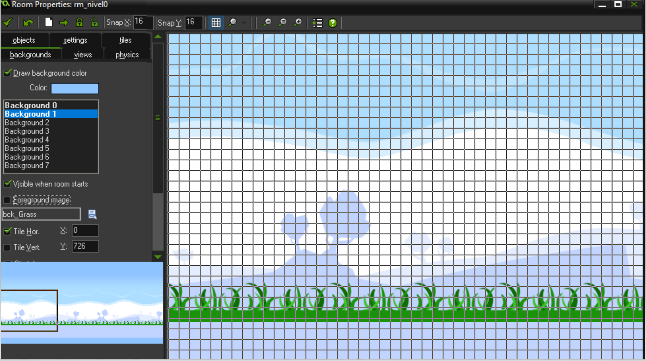 Room Properties: rm_nivel0
Snap X: 16 Snap Y: 16
objects settings tiles
backgrounds views physics
Draw background color
Color:
Background 0
Background 1
Background 2
Background 3
Background 4
Background 5
Background 6
Background 7
Visible when room starts
Foreground image
bck_Grass
Tile Hor. X: 0
Tile Vert. Y: 726